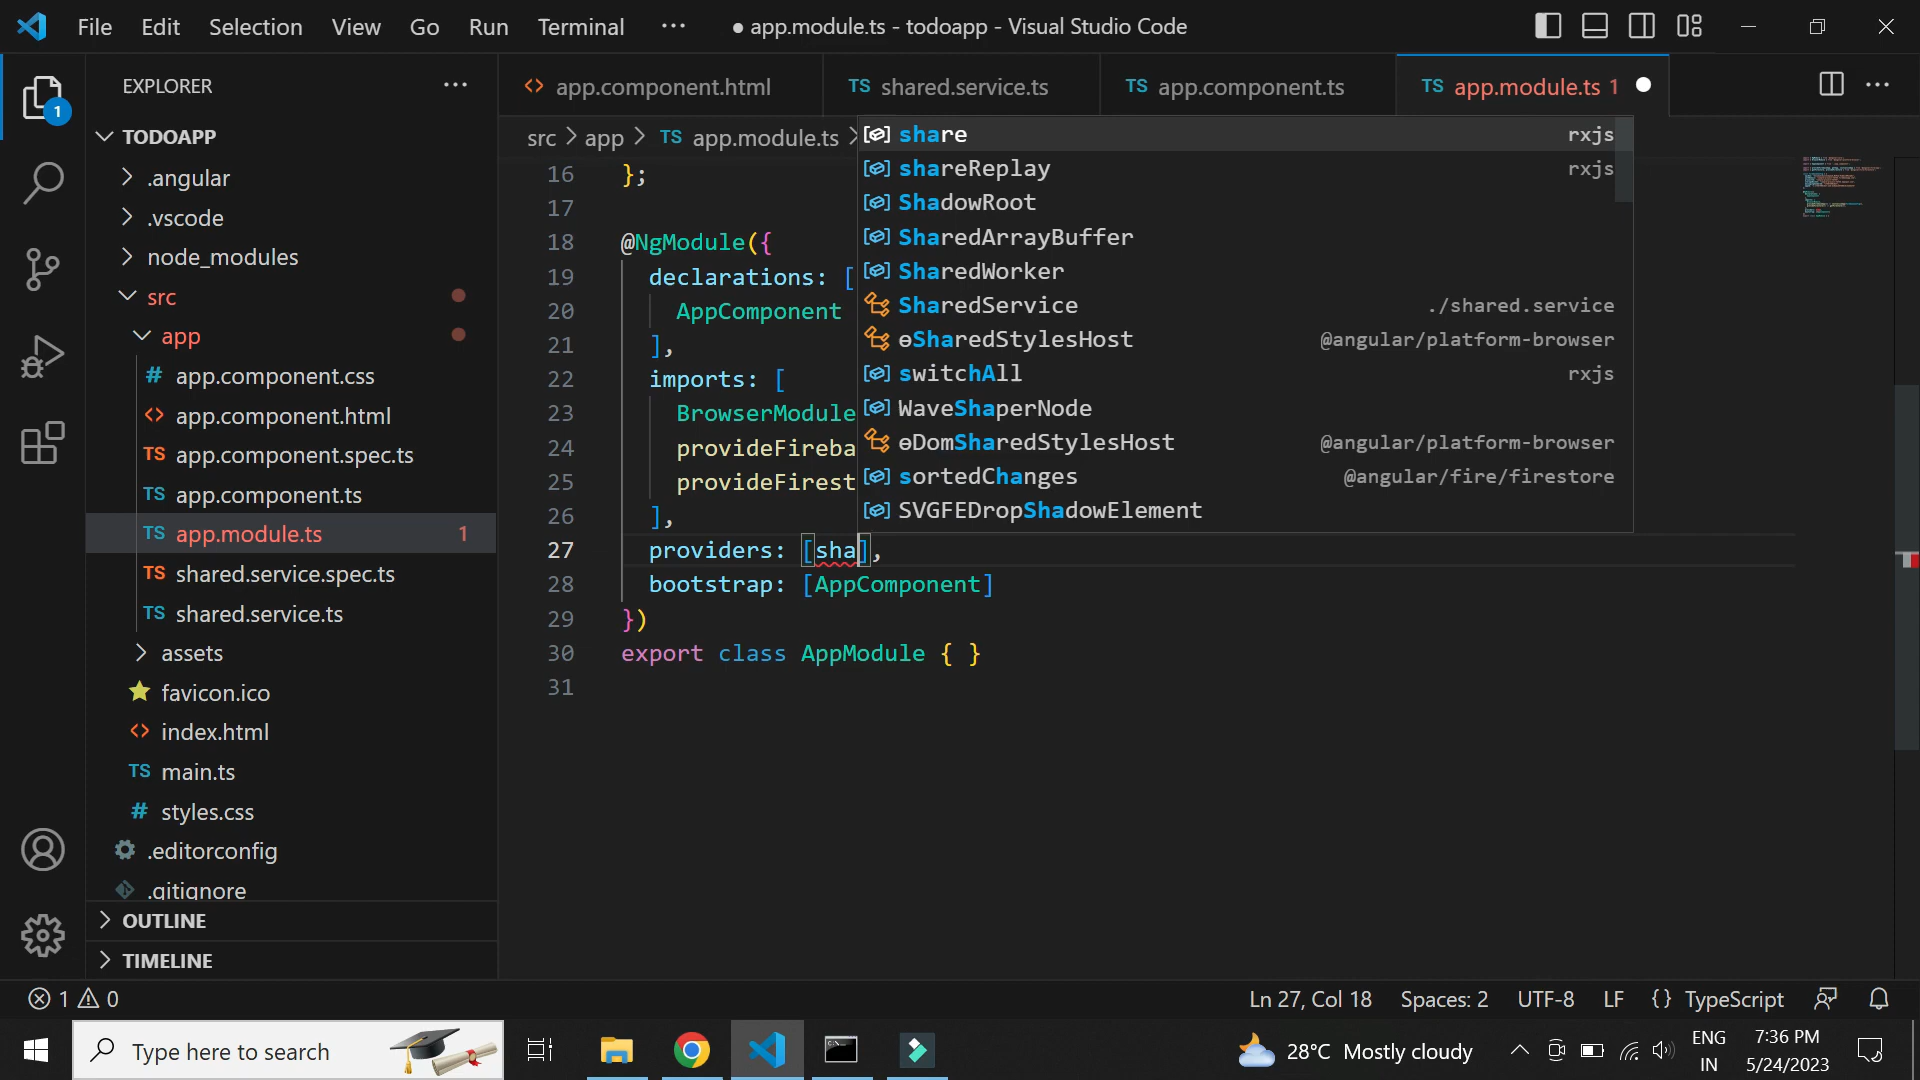 File Edit Selection View Go Run Terminal ··· ● app.module.ts - todoapp - Visual Studio Code
EXPLORER ···
1
TODOAPP
> .angular
> .vscode
> node_modules
src
app
# app.component.css
<> app.component.html
TS app.component.spec.ts
TS app.component.ts
TS app.module.ts 1
TS shared.service.spec.ts
TS shared.service.ts
> assets
favicon.ico
<> index.html
TS main.ts
# styles.css
.editorconfig
.gitignore
> OUTLINE
> TIMELINE
<> app.component.html
TS shared.service.ts
TS app.component.ts
TS app.module.ts 1 ●
src > app > TS app.module.ts >
16 };
17
18 @NgModule({
19 declarations: [
20 AppComponent
21 ],
22 imports: [
23 BrowserModule
24 provideFireba
25 provideFirest
26 ],
27 providers: [sha],
28 bootstrap: [AppComponent]
29 })
30 export class AppModule { }
31
share rxjs
shareReplay rxjs
ShadowRoot
SharedArrayBuffer
SharedWorker
SharedService ./shared.service
ɵSharedStylesHost @angular/platform-browser
switchAll rxjs
WaveShaperNode
ɵDomSharedStylesHost @angular/platform-browser
sortedChanges @angular/fire/firestore
SVGFEDropShadowElement
1 0
Ln 27, Col 18 Spaces: 2 UTF-8 LF {} TypeScript
Type here to search
28°C Mostly cloudy
ENG
IN
7:36 PM
5/24/2023